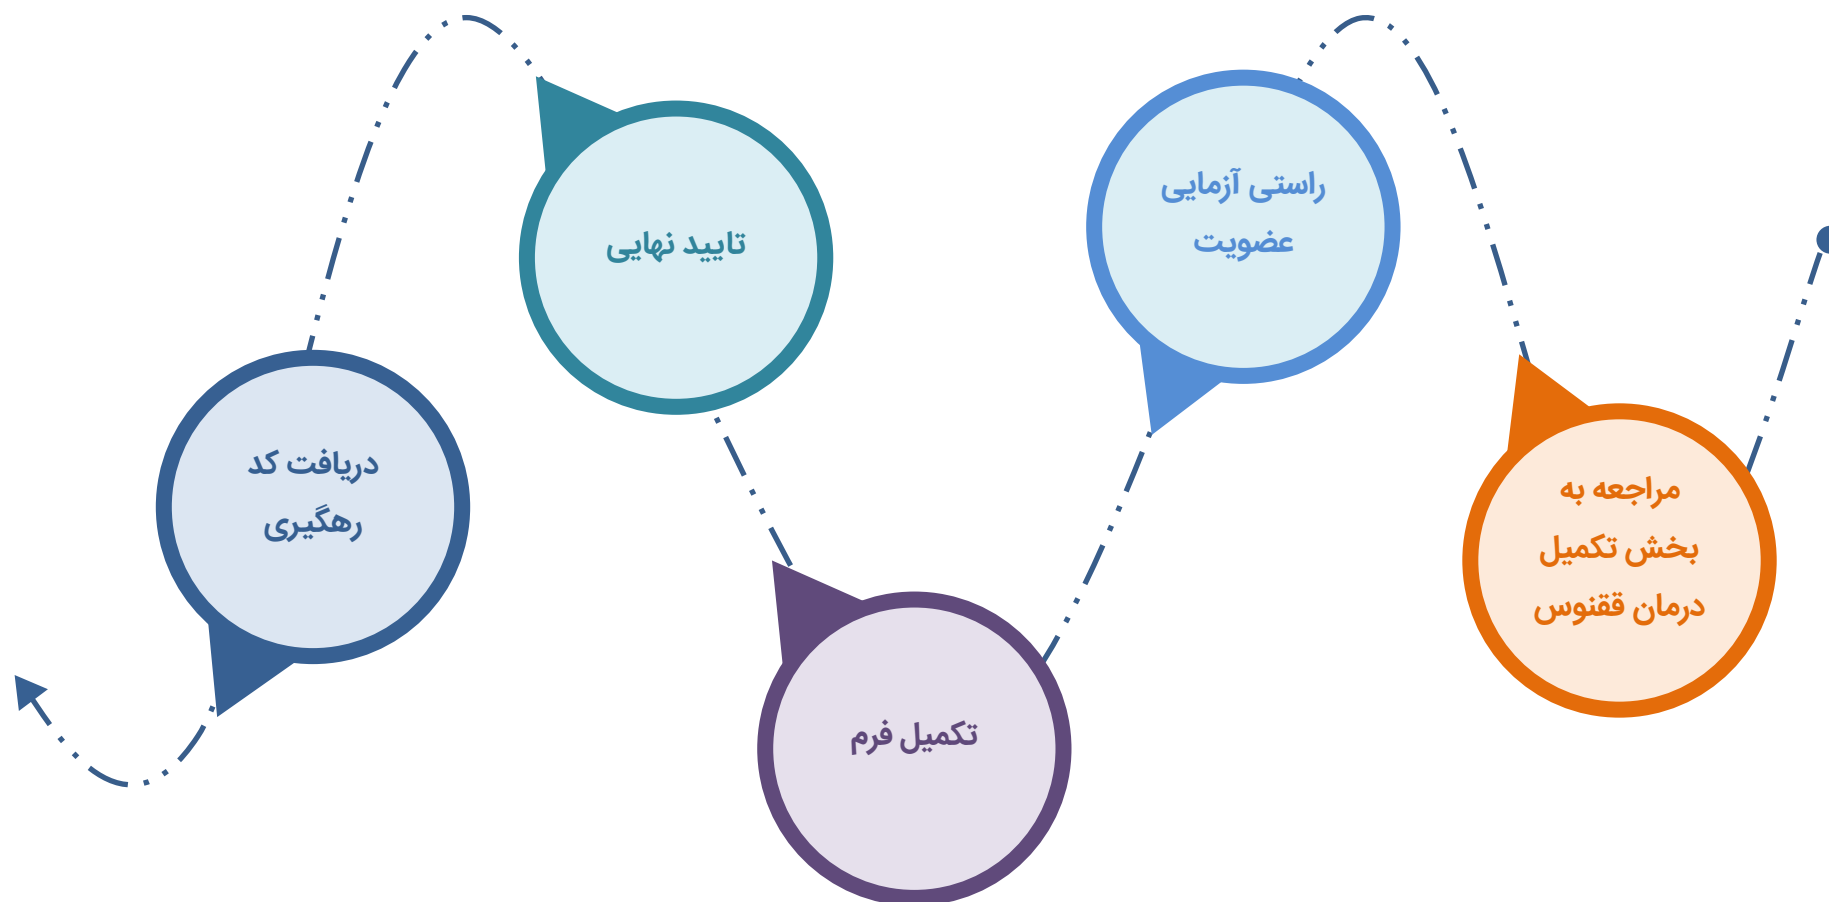 مراجعه به
بخش تکمیل
درمان ققنوس
راستی آزمایی
عضویت
تکمیل فرم
تایید نهایی
دریافت کد
رهگیری